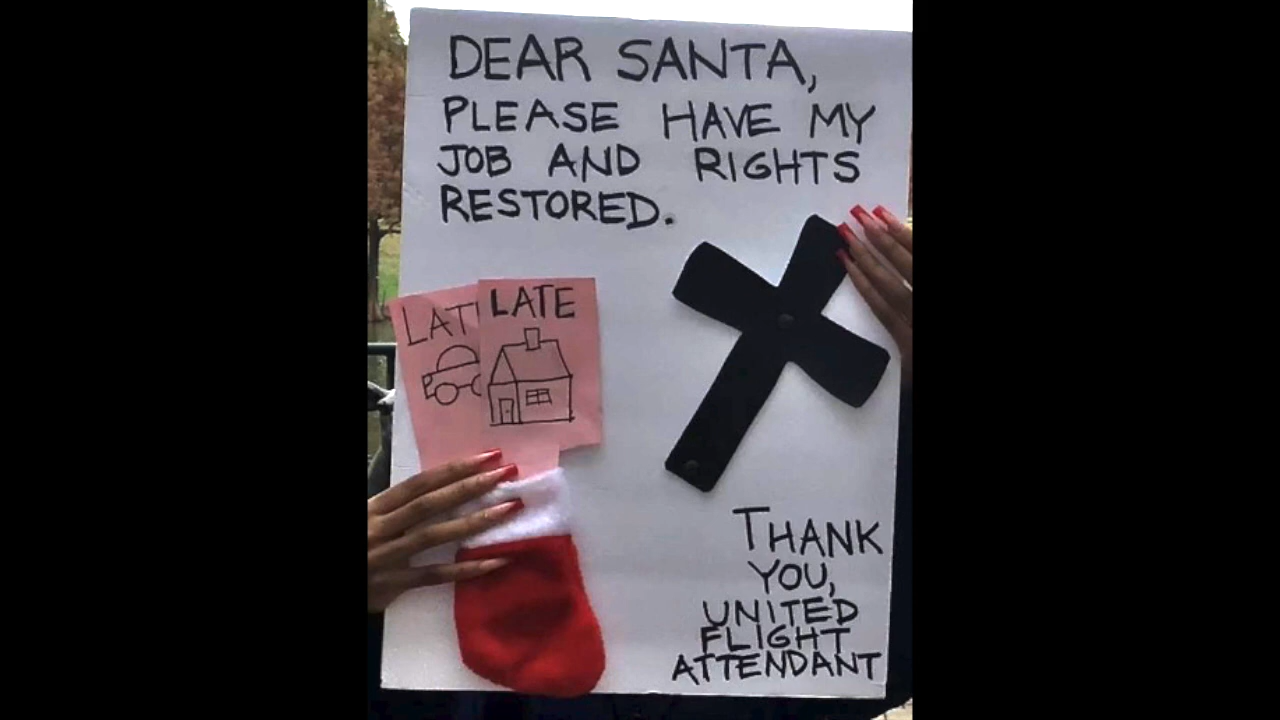 DEAR SANTA,
PLEASE HAVE MY
JOB AND RIGHTS
RESTORED.
LATE
THANK
YOU,
UNITED
FLIGHT
ATTENDANT